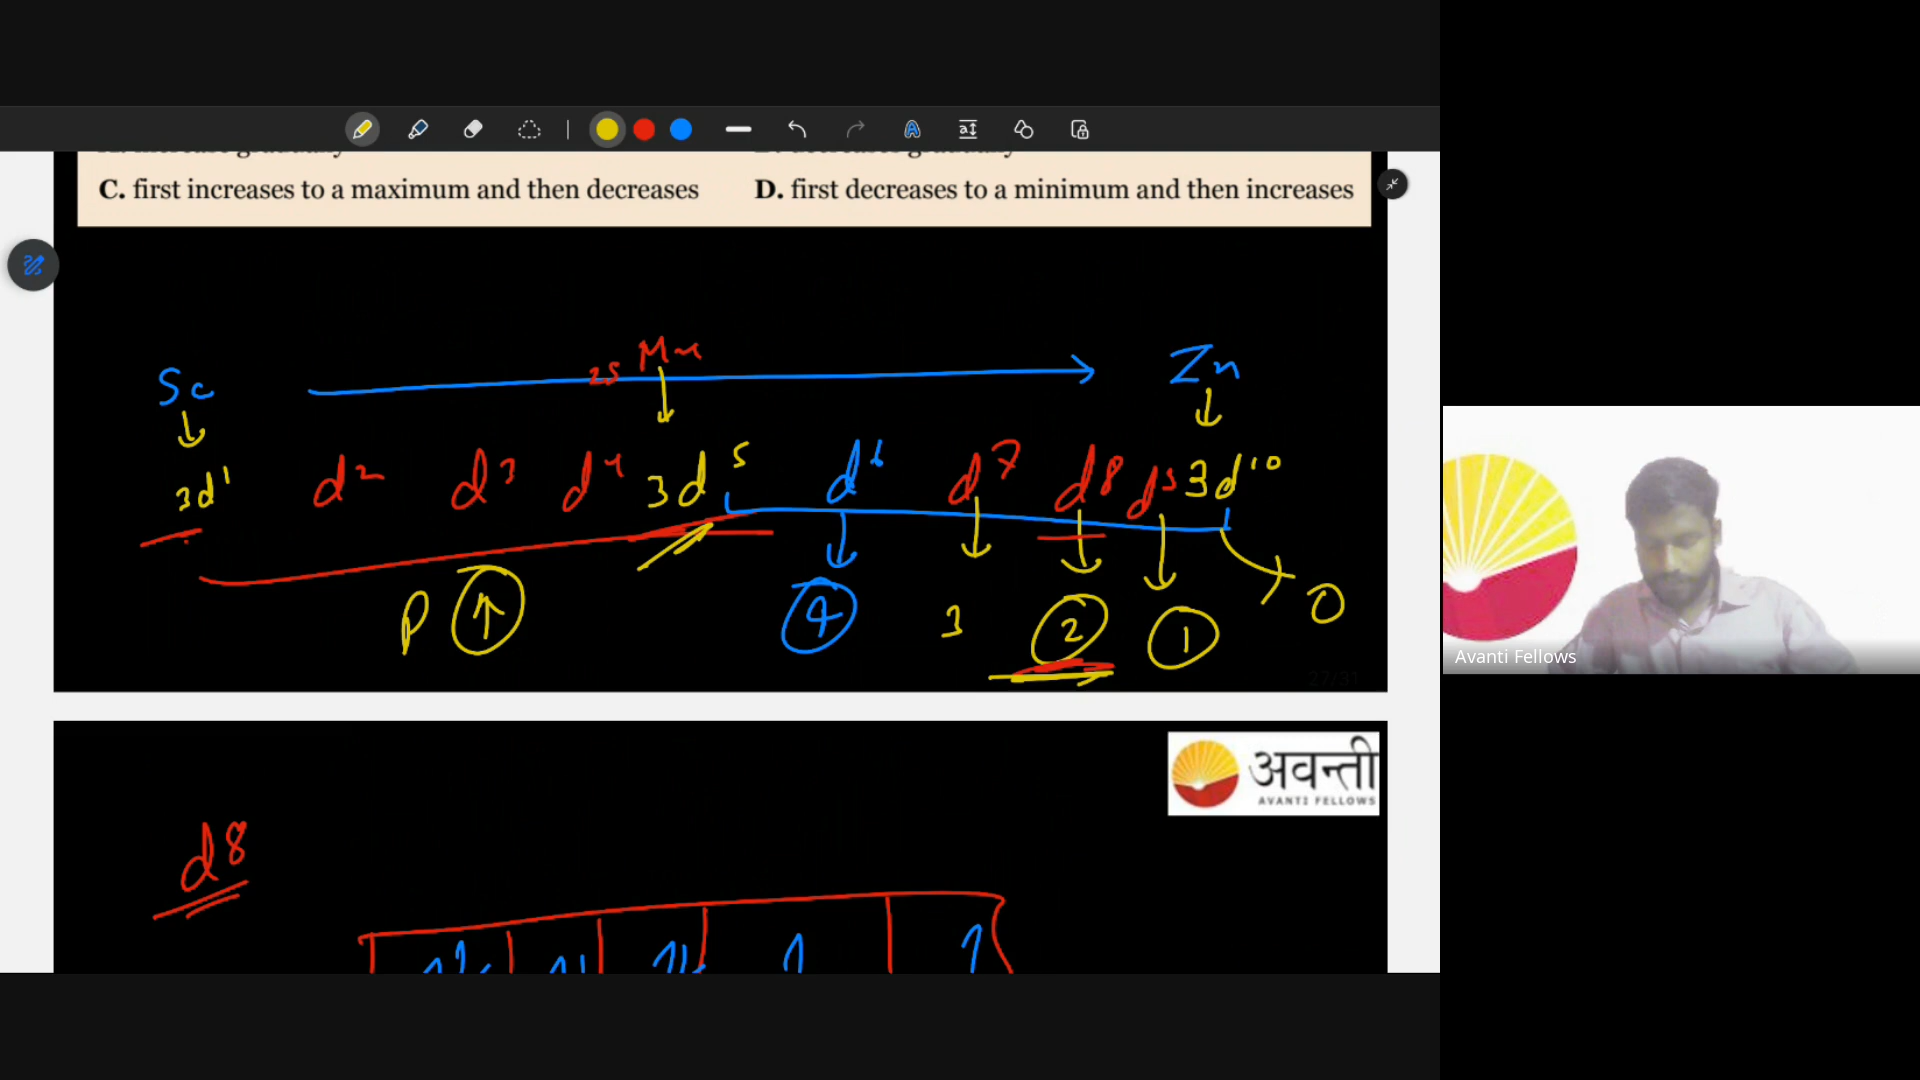 C. first increases to a maximum and then decreases D. first decreases to a minimum and then increases
Sc 25 Mn Zn
3d¹ d² d³ d⁴ 3d⁵ d⁶ d⁷ d⁸ d⁹ 3d¹⁰
P ↑ 4 3 2 1 0
27/31
Avanti Fellows
अवन्ती
AVANTI FELLOWS
d⁸